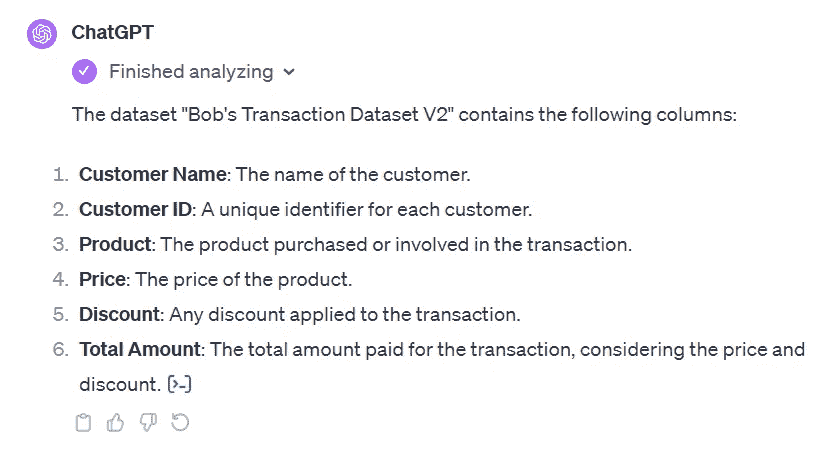 ChatGPT
Finished analyzing
The dataset "Bob's Transaction Dataset V2" contains the following columns:
1. Customer Name: The name of the customer.
2. Customer ID: A unique identifier for each customer.
3. Product: The product purchased or involved in the transaction.
4. Price: The price of the product.
5. Discount: Any discount applied to the transaction.
6. Total Amount: The total amount paid for the transaction, considering the price and
discount. [>-]